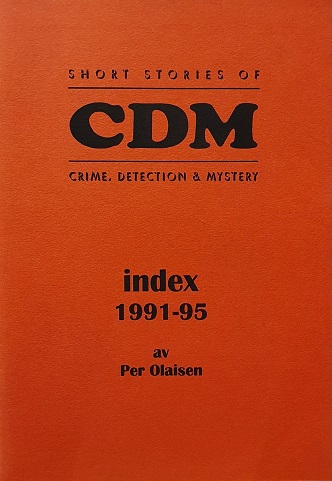 SHORT STORIES OF
CDM
CRIME, DETECTION & MYSTERY
index
1991-95
av
Per Olaisen